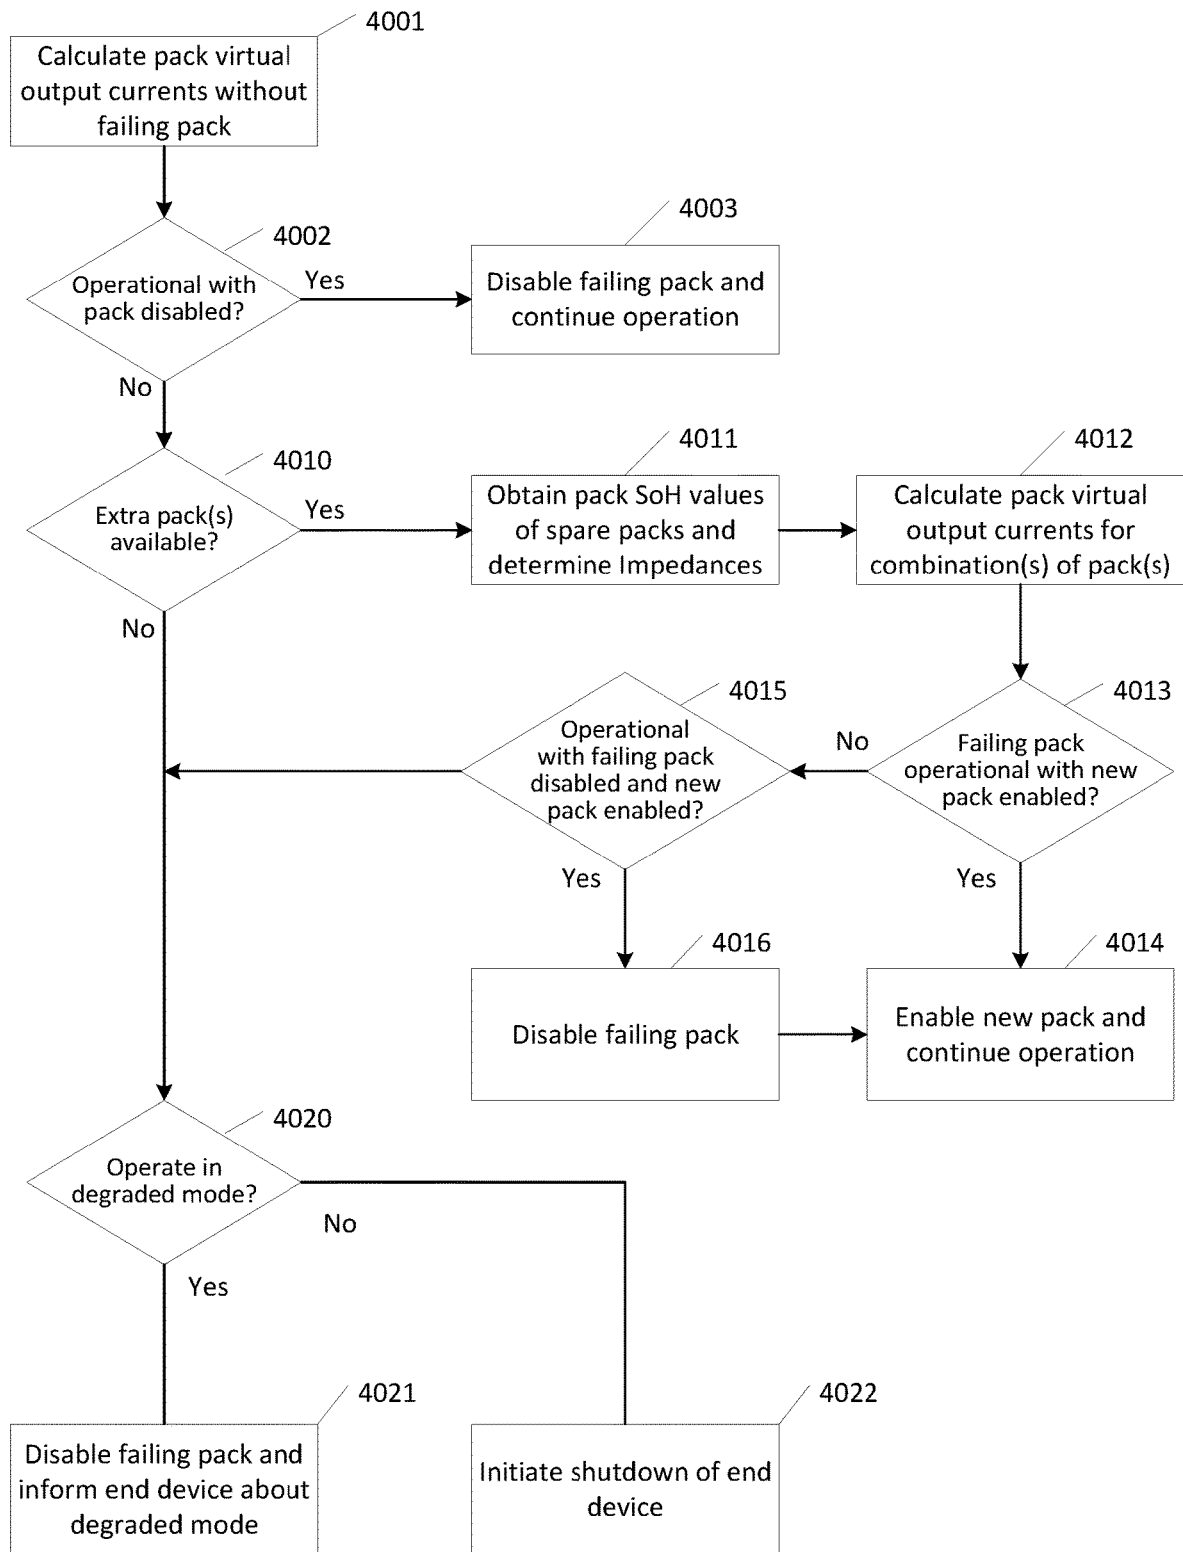 4001
Calculate pack virtual
output currents without
failing pack
4002
Operational with
pack disabled?
Yes
No
4003
Disable failing pack and
continue operation
4010
Extra pack(s)
available?
Yes
No
4011
Obtain pack SoH values
of spare packs and
determine Impedances
4012
Calculate pack virtual
output currents for
combination(s) of pack(s)
4013
Failing pack
operational with new
pack enabled?
No
Yes
4015
Operational
with failing pack
disabled and new
pack enabled?
Yes
4016
Disable failing pack
4014
Enable new pack and
continue operation
4020
Operate in
degraded mode?
No
Yes
4021
Disable failing pack and
inform end device about
degraded mode
4022
Initiate shutdown of end
device